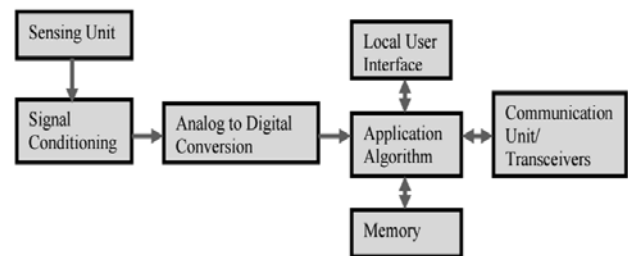 Sensing Unit
Local User
Interface
Signal
Conditioning
Analog to Digital
Conversion
Application
Algorithm
Communication
Unit/
Transceivers
Memory